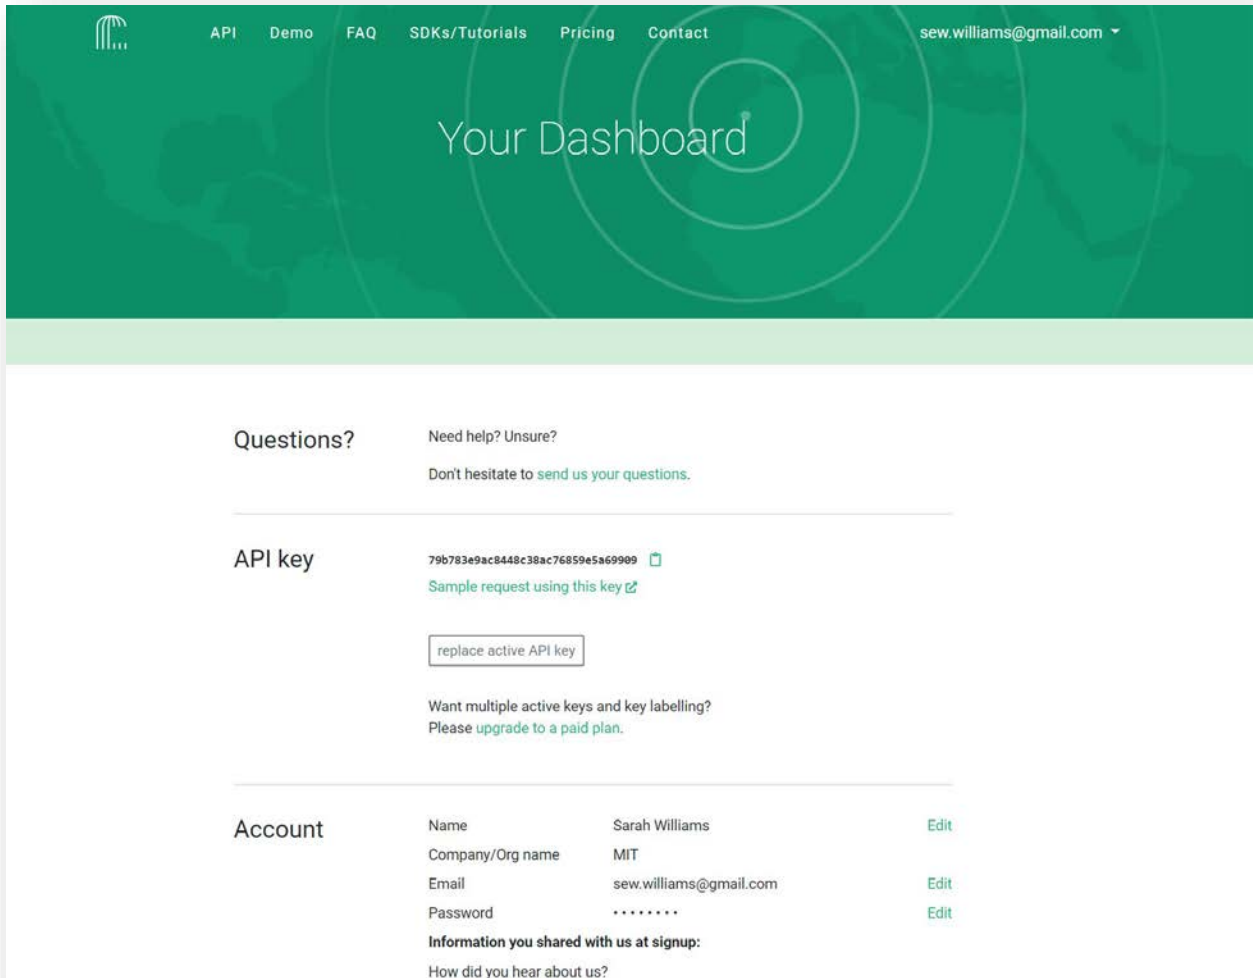 API Demo FAQ SDKs/Tutorials Pricing Contact sew.williams@gmail.com
Your Dashboard
Questions?
Need help? Unsure?
Don't hesitate to send us your questions.
API key
79b783e9ac8448c38ac76859e5a69909
Sample request using this key
replace active API key
Want multiple active keys and key labelling?
Please upgrade to a paid plan.
Account
Name Sarah Williams Edit
Company/Org name MIT
Email sew.williams@gmail.com Edit
Password •••••••• Edit
Information you shared with us at signup:
How did you hear about us?